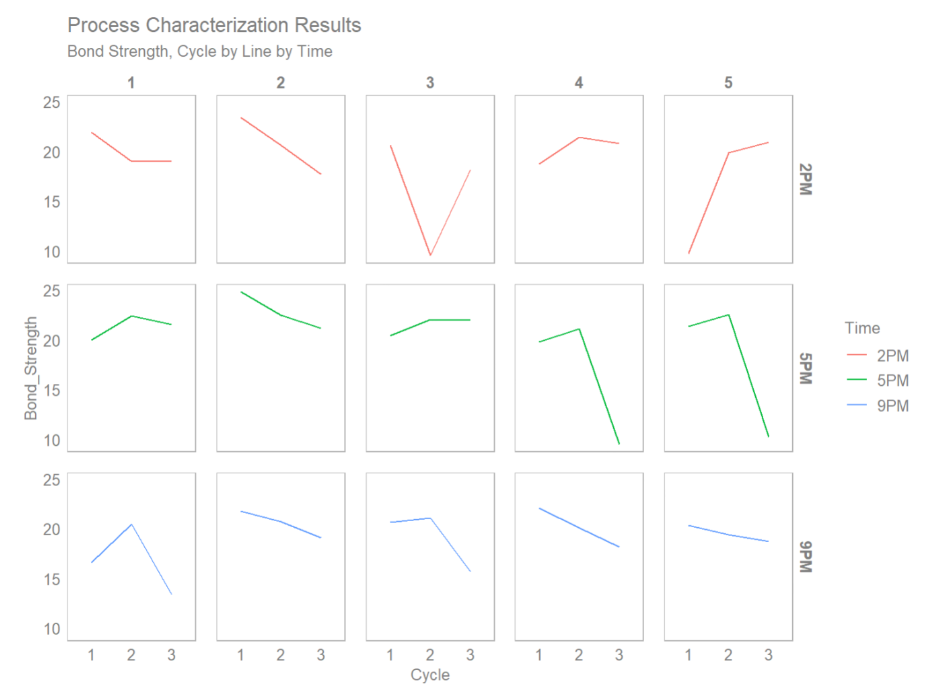 Process Characterization Results
Bond Strength, Cycle by Line by Time
1 2 3 4 5
25
20
15
10
2PM
25
20
15
10
5PM
25
20
15
10
9PM
Bond_Strength
1 2 3 1 2 3 1 2 3 1 2 3 1 2 3
Cycle
Time
2PM
5PM
9PM